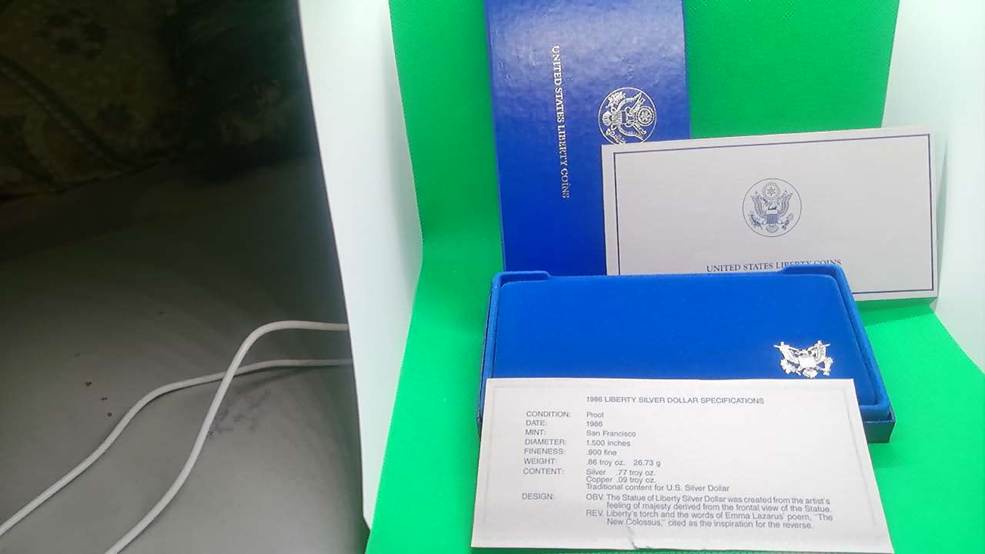 UNITED STATES LIBERTY COINS
UNITED STATES LIBERTY COINS
1986 LIBERTY SILVER DOLLAR SPECIFICATIONS
CONDITION: Proof
DATE: 1986
MINT: San Francisco
DIAMETER: 1.500 inches
FINENESS: .900 fine
WEIGHT: .86 troy oz. 26.73 g
CONTENT: Silver .77 troy oz.
Copper .09 troy oz.
Traditional content for U.S. Silver Dollar
DESIGN: OBV. The Statue of Liberty Silver Dollar was created from the artist's
feeling of majesty derived from the frontal view of the Statue.
REV. Liberty's torch and the words of Emma Lazarus' poem, "The
New Colossus," cited as the inspiration for the reverse.